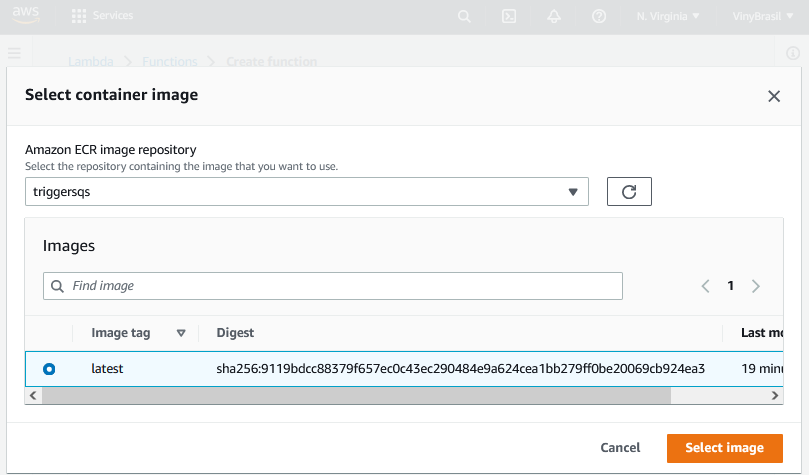 aws
Services
N. Virginia
VinyBrasil
Lambda > Functions > Create function
Select container image
Amazon ECR image repository
Select the repository containing the image that you want to use.
triggersqs
Images
Find image
1
Image tag Digest Last mo
latest sha256:9119bdcc88379f657ec0c43ec290484e9a624cea1bb279ff0be20069cb924ea3 19 minu
Cancel Select image